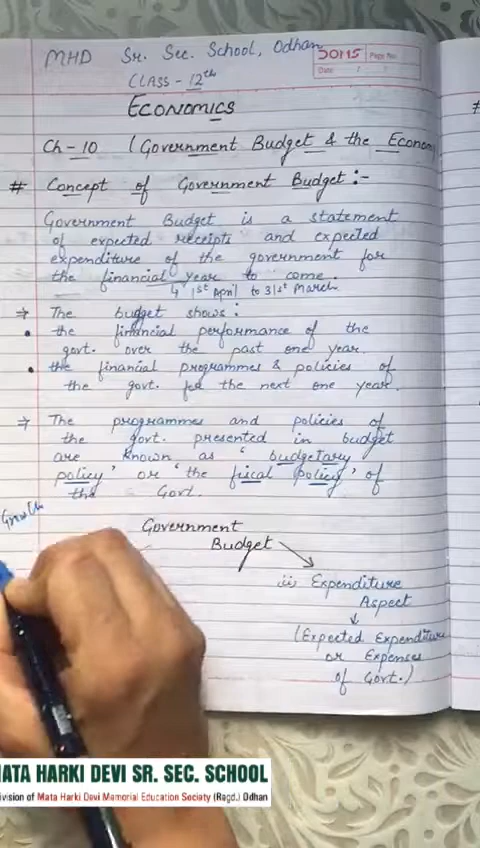 MHD Sr. Sec. School, Odhan
CLASS - 12th
Page No.
Date / /
ECONOMICS
Ch-10 (Government Budget & the Econom
# Concept of Government Budget :-
Government Budget is a statement
of expected receipts and expected
expenditure of the government for
the financial year to come.
1st April to 31st March
⇒ The budget shows:
• the financial performance of the
govt. over the past one year.
• the financial programmes & policies of
the govt. for the next one year.
⇒ The programmes and policies of
the govt. presented in budget
are known as ' budgetary
policy' or 'the fiscal policy' of
the Govt.
Government
Budget
ii) Expenditure
Aspect
(Expected Expenditure
or Expenses
of Govt.)
MATA HARKI DEVI SR. SEC. SCHOOL
ivision of Mata Harki Devi Memorial Education Society (Regd.) Odhan